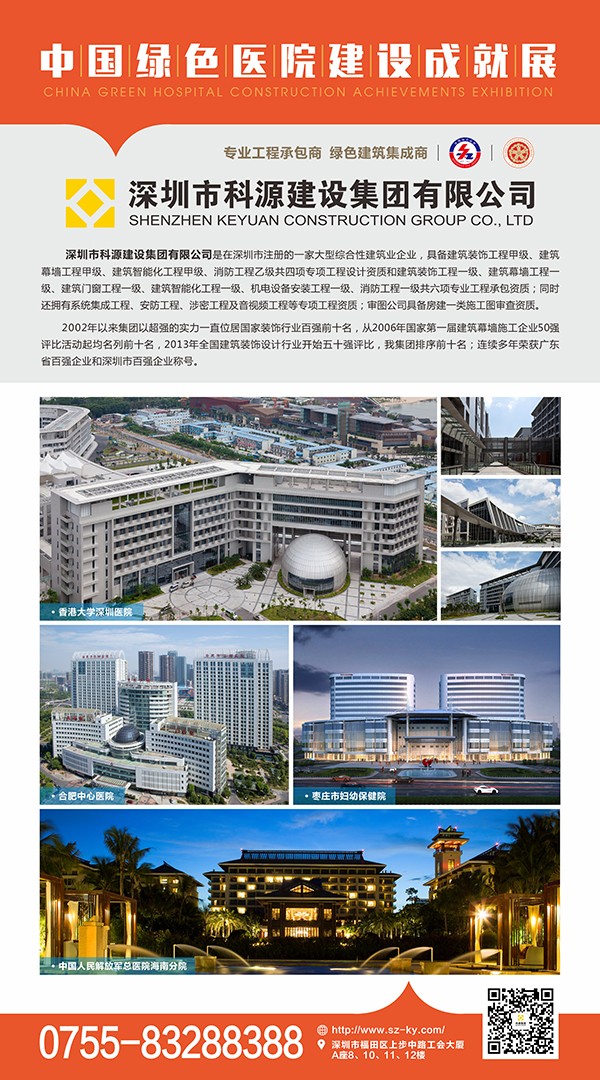 中国绿色医院建设成就展
CHINA GREEN HOSPITAL CONSTRUCTION ACHIEVEMENTS EXHIBITION
专业工程承包商 绿色建筑集成商
深圳市科源建设集团有限公司
SHENZHEN KEYUAN CONSTRUCTION GROUP CO., LTD
深圳市科源建设集团有限公司是在深圳市注册的一家大型综合性建筑业企业，具备建筑装饰工程甲级、建筑
幕墙工程甲级、建筑智能化工程甲级、消防工程乙级共四项专项工程设计资质和建筑装饰工程一级、建筑幕墙工程一
级、建筑门窗工程一级、建筑智能化工程一级、机电设备安装工程一级、消防工程一级共六项专业工程承包资质；同时
还拥有系统集成工程、安防工程、涉密工程及音视频工程等专项工程资质；审图公司具备房建一类施工图审查资质。
2002年以来集团以超强的实力一直位居国家装饰行业百强前十名，从2006年国家第一届建筑幕墙施工企业50强
评比活动起均名列前十名，2013年全国建筑装饰设计行业开始五十强评比，我集团排序前十名；连续多年荣获广东
省百强企业和深圳市百强企业称号。
• 香港大学深圳医院
• 合肥中心医院
• 枣庄市妇幼保健院
• 中国人民解放军总医院海南分院
0755-83288388
http://www.sz-ky.com/
深圳市福田区上步中路工会大厦
A座8、10、11、12楼